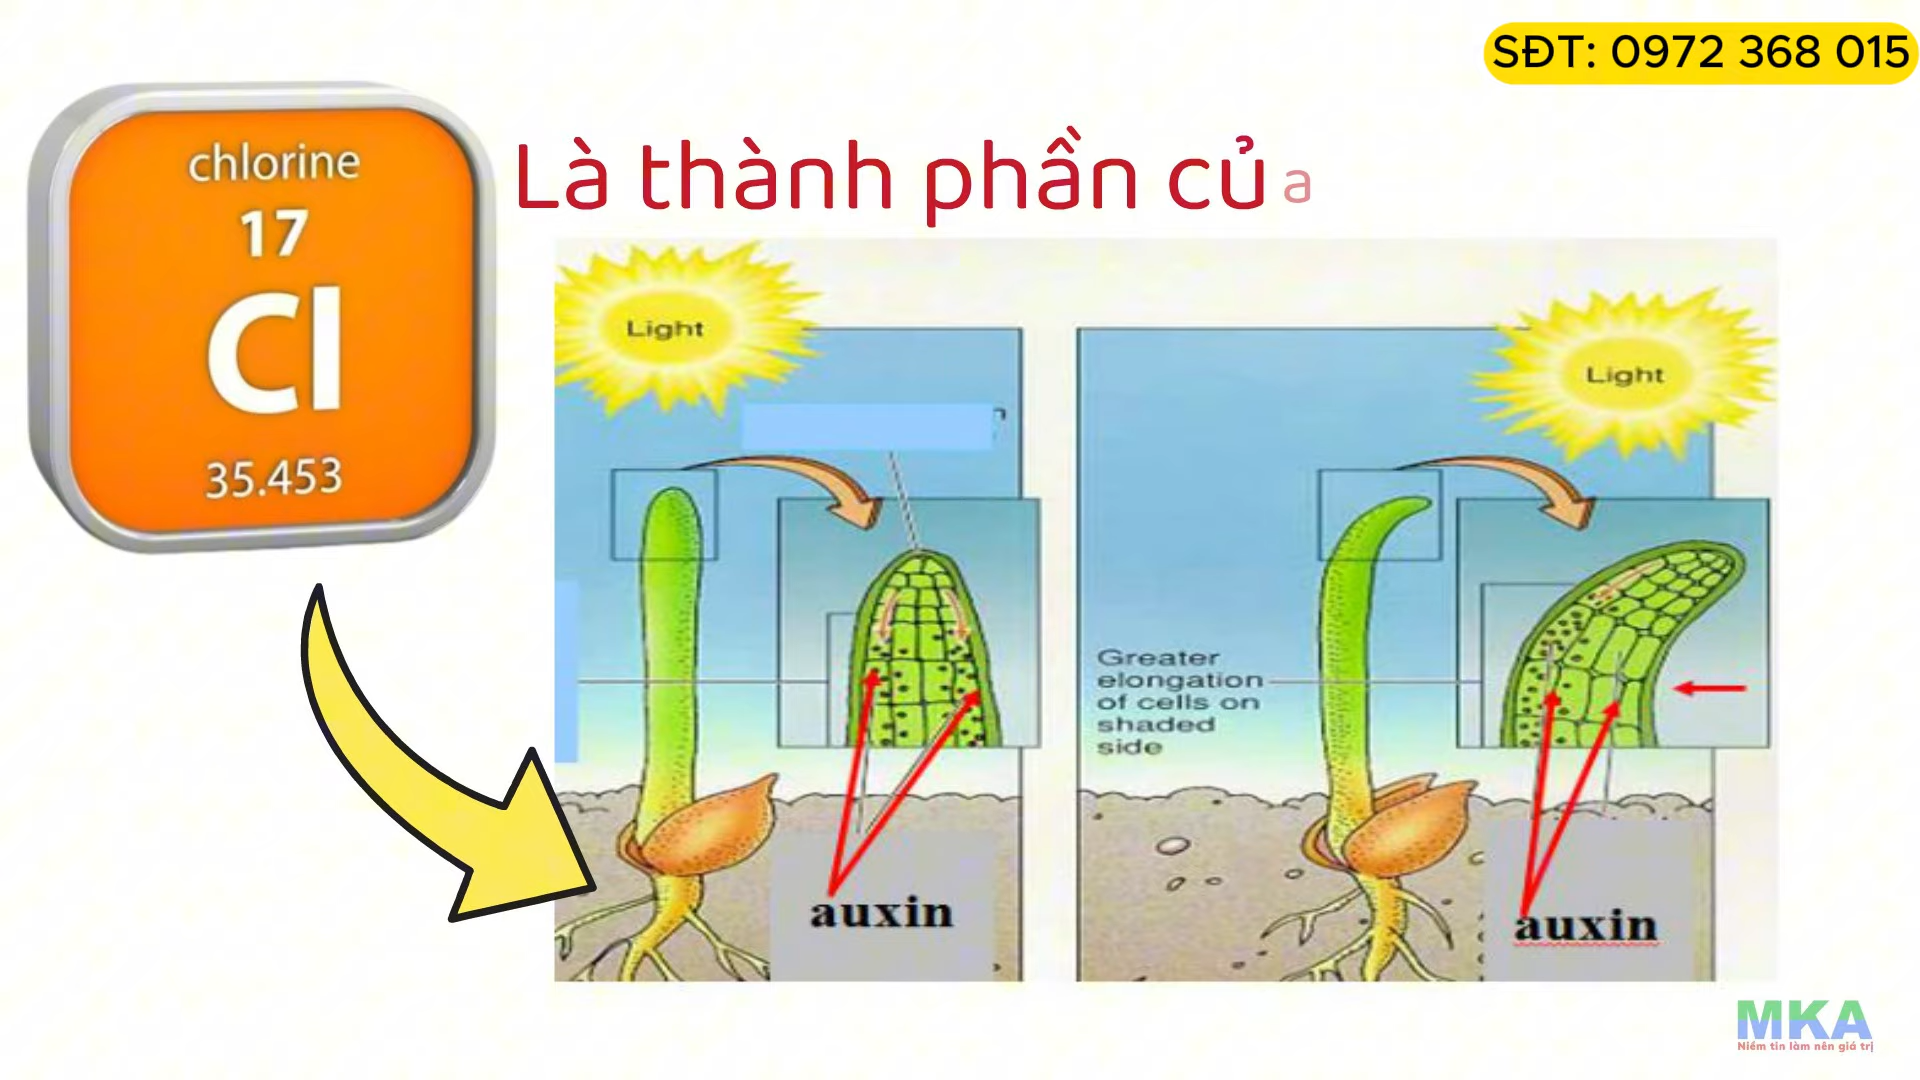 SĐT: 0972 368 015
chlorine
17
Cl
35.453
Là thành phần của
Light
Light
Greater
elongation
of cells on
shaded
side
auxin
auxin
MKA
Niềm tin làm nên giá trị